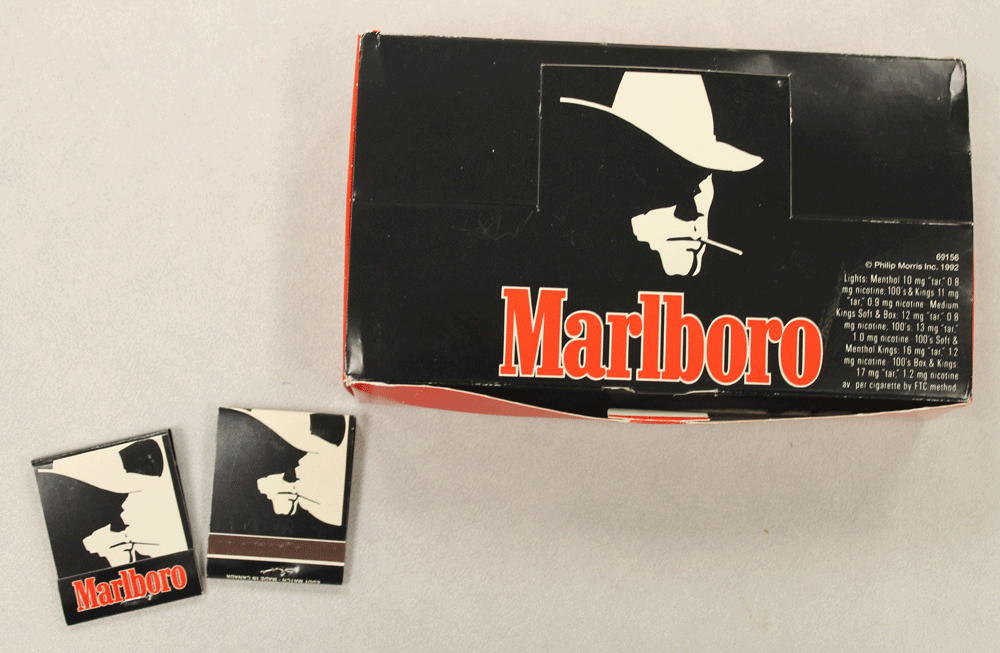 69156
© Philip Morris Inc. 1992
Lights: Menthol 10 mg "tar," 0.8
mg nicotine; 100's & Kings 11 mg
"tar," 0.9 mg nicotine - Medium
Kings Soft & Box: 12 mg "tar," 0.8
mg nicotine; 100's: 13 mg "tar,"
1.0 mg nicotine - 100's Soft &
Menthol Kings: 16 mg "tar," 1.2
mg nicotine - 100's Box & Kings:
17 mg "tar," 1.2 mg nicotine
av. per cigarette by FTC method.
Marlboro
Marlboro
EDDY MATCH - MADE IN CANADA